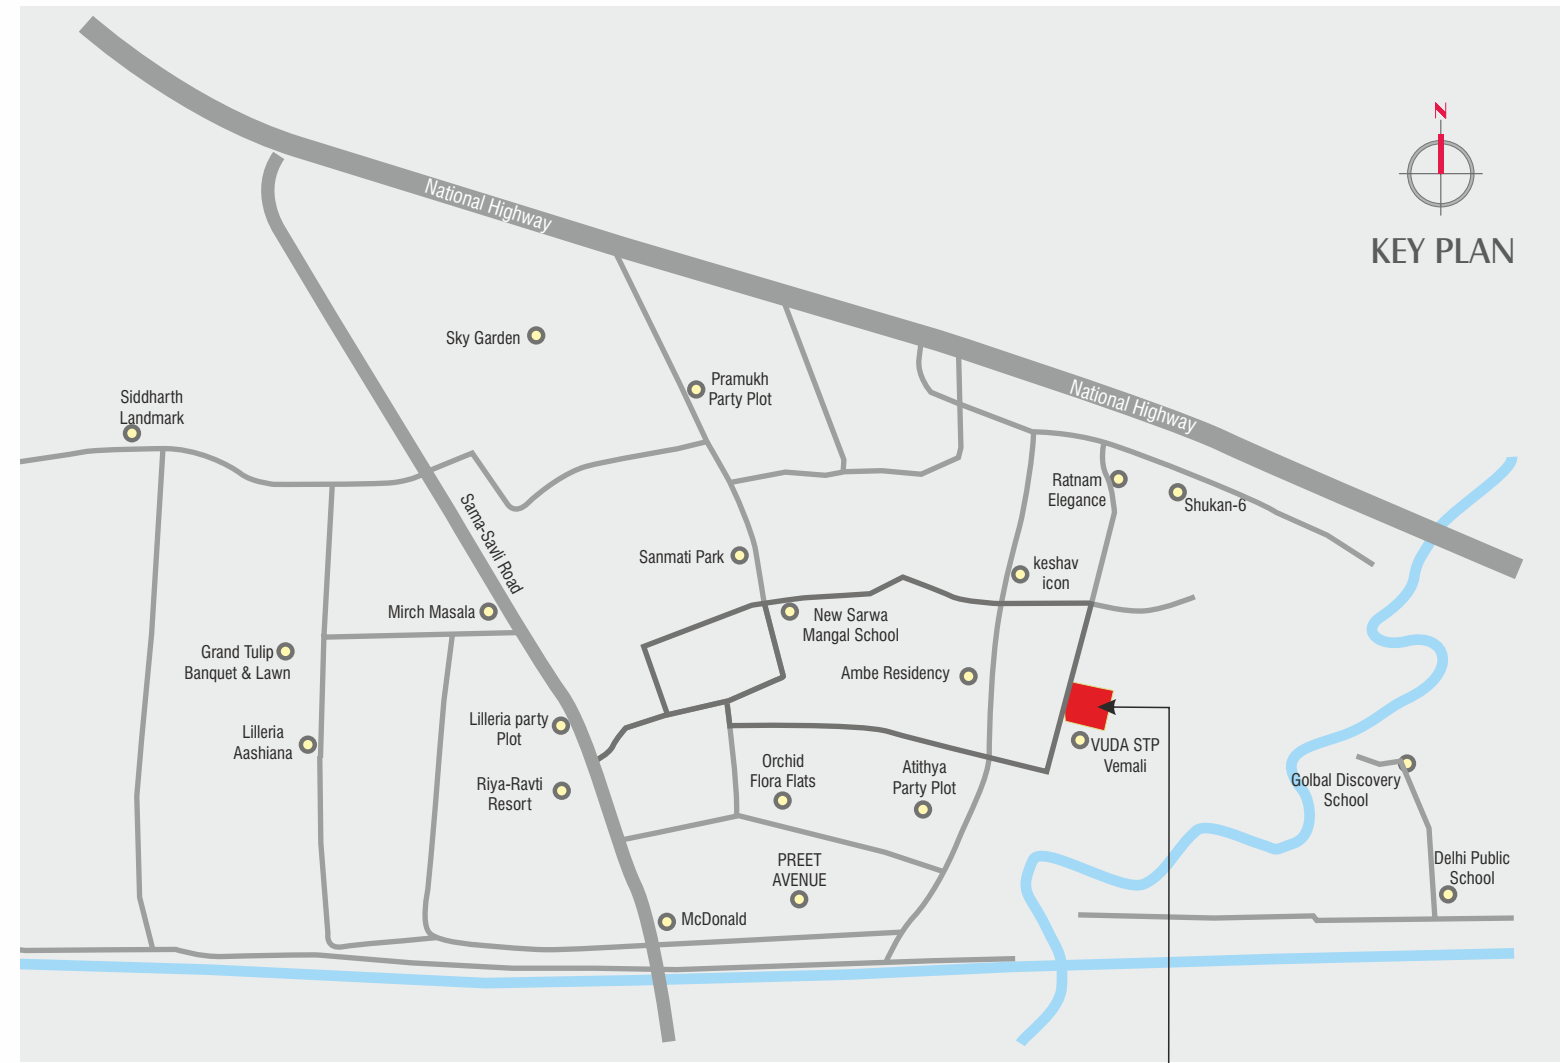 N
KEY PLAN
National Highway
National Highway
Sky Garden
Pramukh
Party Plot
Siddharth
Landmark
Ratnam
Elegance
Shukan-6
Sama-Savli Road
Sanmati Park
keshav
icon
Mirch Masala
New Sarwa
Mangal School
Grand Tulip
Banquet & Lawn
Ambe Residency
Lilleria party
Plot
Lilleria
Aashiana
VUDA STP
Vemali
Orchid
Flora Flats
Atithya
Party Plot
Riya-Ravti
Resort
Golbal Discovery
School
PREET
AVENUE
Delhi Public
School
McDonald